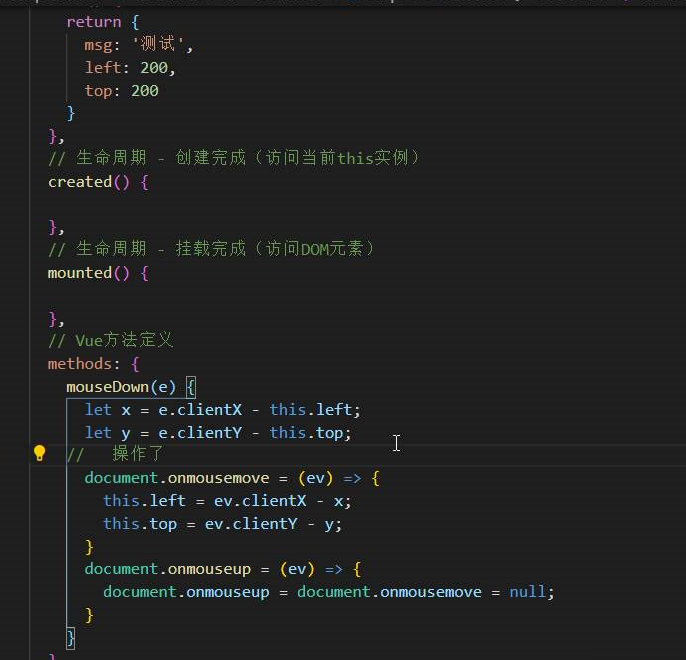 return {
msg: '测试',
left: 200,
top: 200
}
},
// 生命周期 - 创建完成（访问当前this实例）
created() {
},
// 生命周期 - 挂载完成（访问DOM元素）
mounted() {
},
// Vue方法定义
methods: {
mouseDown(e) {
let x = e.clientX - this.left;
let y = e.clientY - this.top;
// 操作了
document.onmousemove = (ev) => {
this.left = ev.clientX - x;
this.top = ev.clientY - y;
}
document.onmouseup = (ev) => {
document.onmouseup = document.onmousemove = null;
}
}